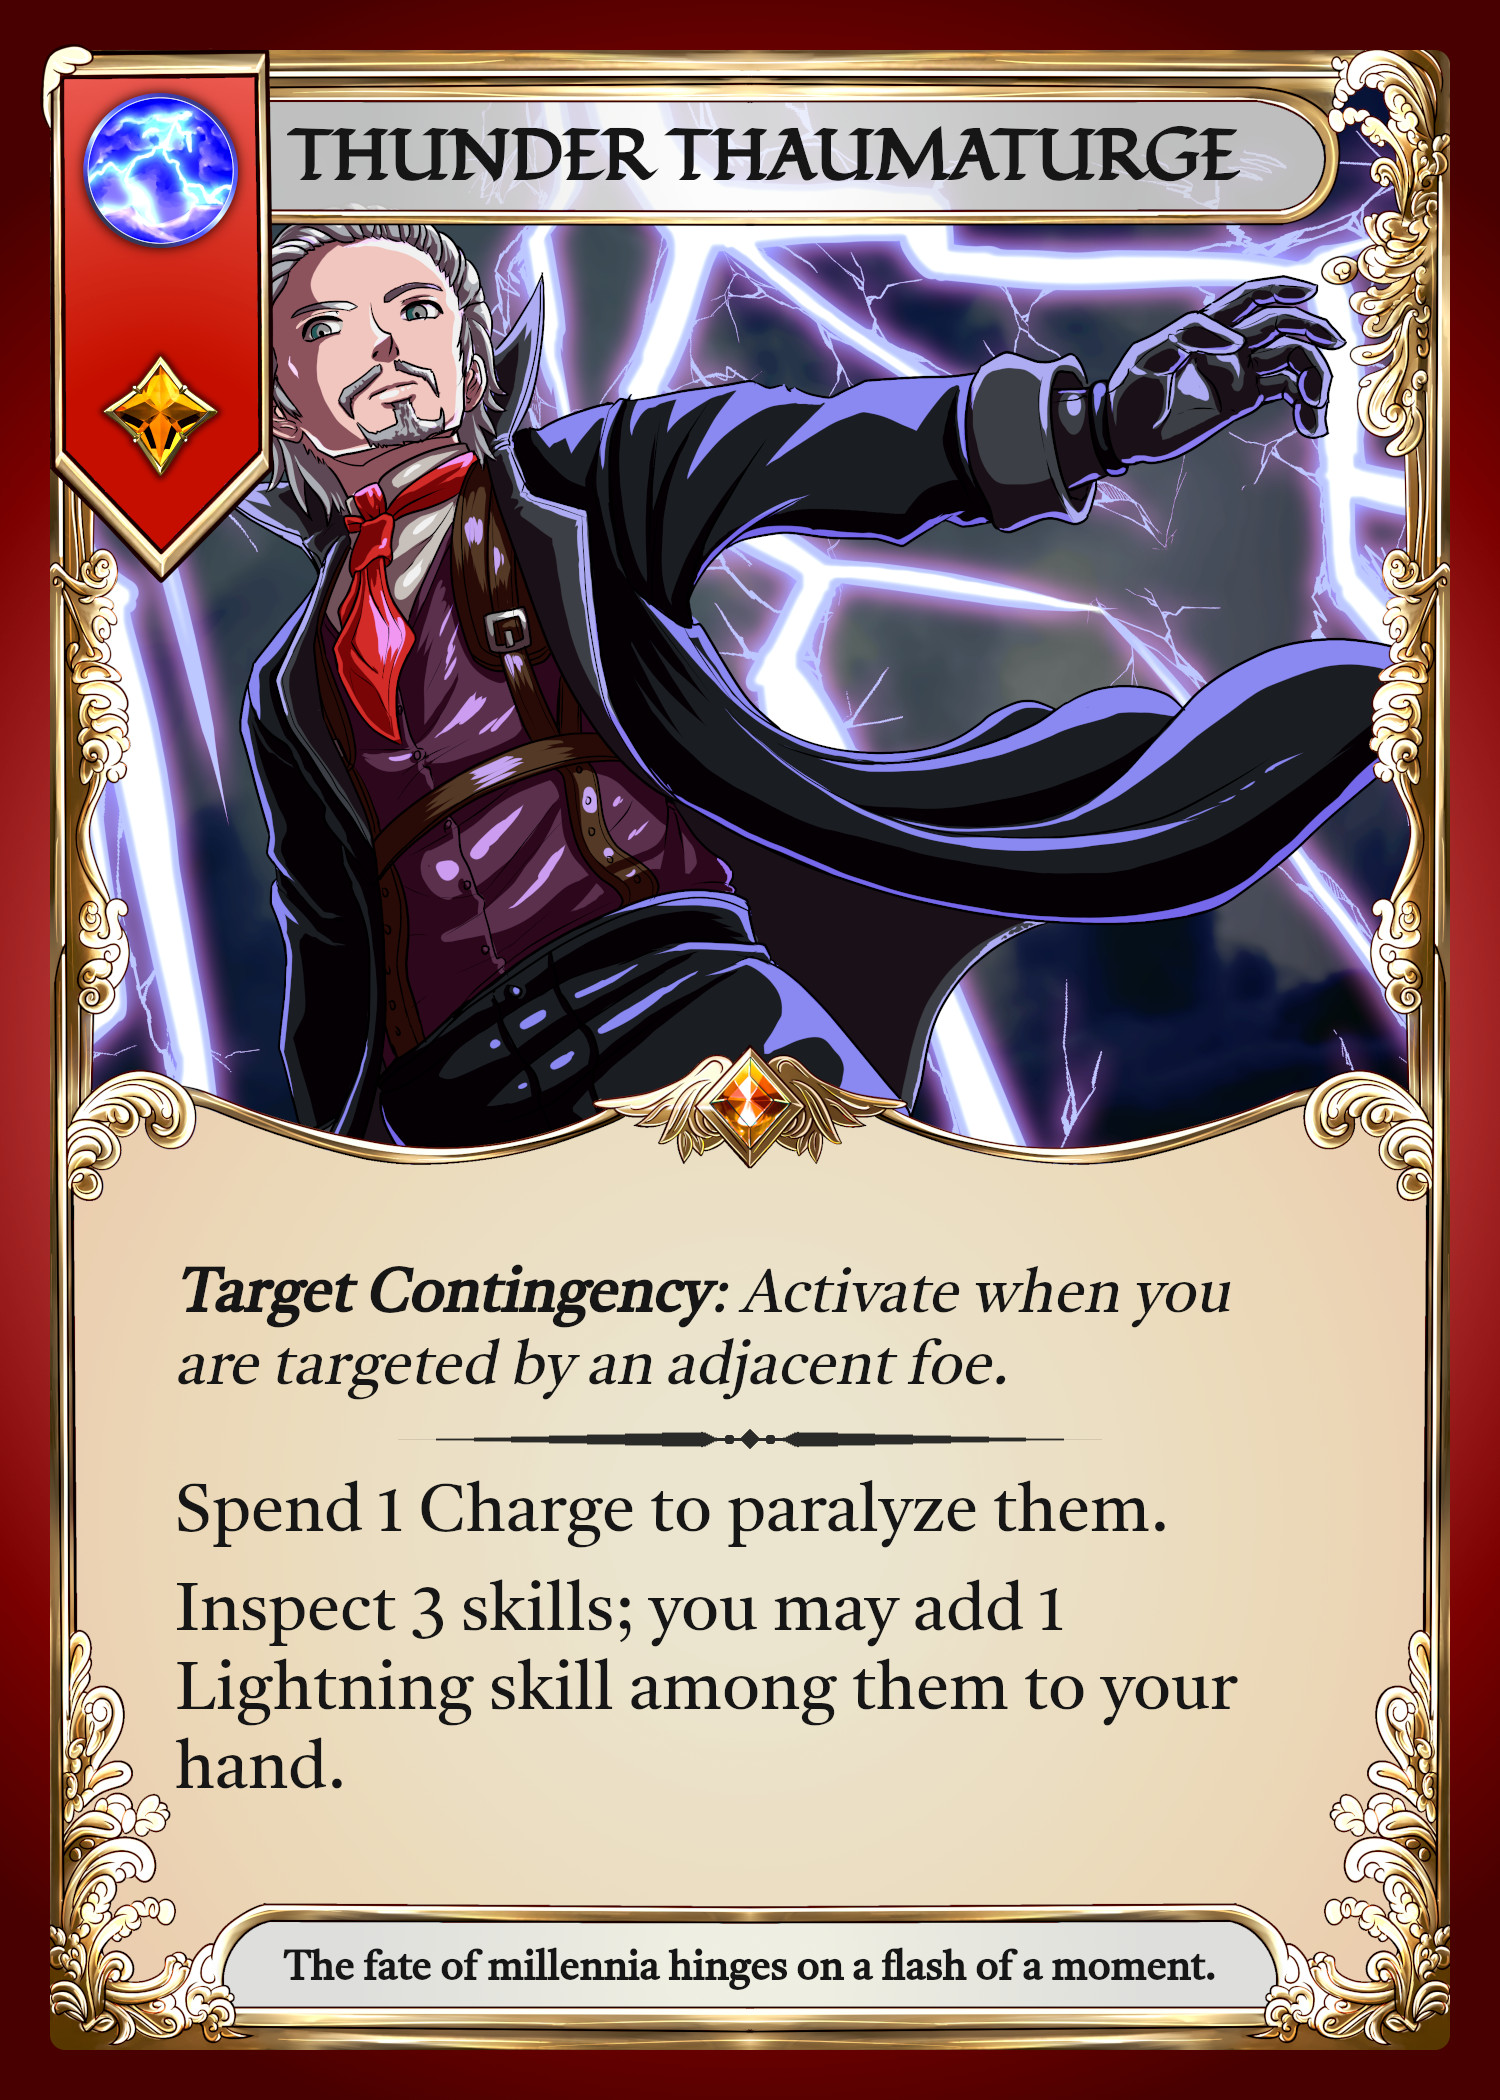 THUNDER THAUMATURGE
Target Contingency: Activate when you
are targeted by an adjacent foe.
Spend 1 Charge to paralyze them.
Inspect 3 skills; you may add 1
Lightning skill among them to your
hand.
The fate of millennia hinges on a flash of a moment.